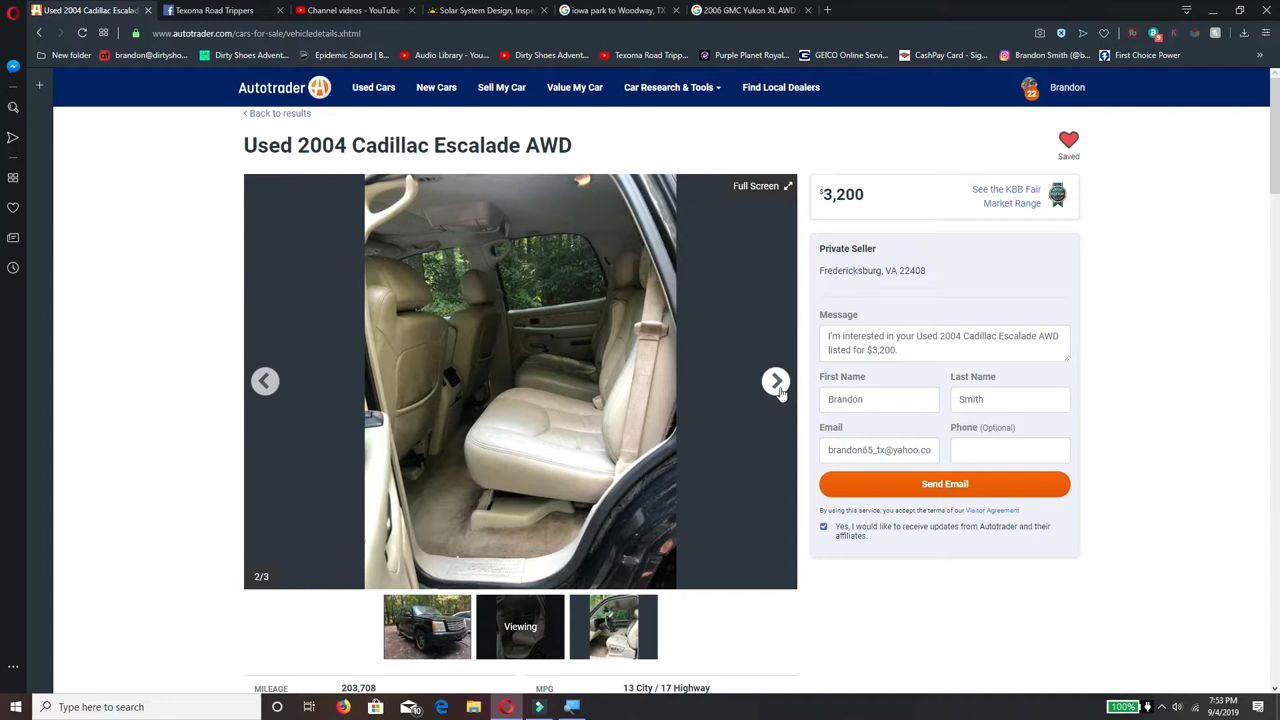 Used 2004 Cadillac Escalade
Texoma Road Tripers
Channel videos - YouTube
Solar System Design, Inspec
iowa park to Woodway, TX
2006 GMC Yukon XL AWD
www.autotrader.com/cars-for-sale/vehicledetails.xhtml
New folder
brandon@dirtysho...
Dirty Shoes Advent...
Epidemic Sound | B...
Audio Library - You...
Dirty Shoes Advent...
Texoma Road Tripe...
Purple Planet Royal...
GEICO Online Servi...
CashPay Card - Sig...
Brandon Smith (@b...
First Choice Power
Autotrader
Used Cars
New Cars
Sell My Car
Value My Car
Car Research & Tools
Find Local Dealers
22
Brandon
Back to results
Used 2004 Cadillac Escalade AWD
Saved
Full Screen
2/3
Viewing
$3,200
See the KBB Fair
Market Range
Private Seller
Fredericksburg, VA 22408
Message
I'm interested in your Used 2004 Cadillac Escalade AWD
listed for $3,200.
First Name
Last Name
Brandon
Smith
Email
Phone (Optional)
brandon65_tx@yahoo.co
Send Email
By using this service, you accept the terms of our Visitor Agreement.
Yes, I would like to receive updates from Autotrader and their
affiliates.
MILEAGE
203,708
MPG
13 City / 17 Highway
Type here to search
10
100%
7:53 PM
9/4/2019